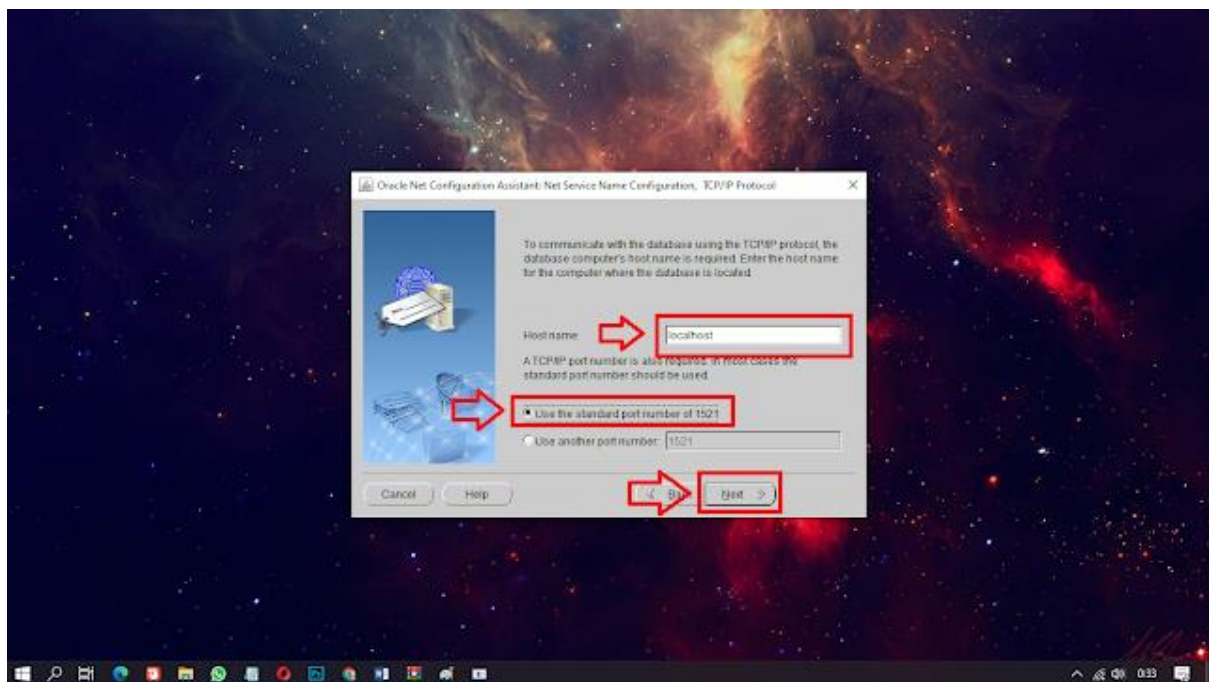 Oracle Net Configuration Assistant: Net Service Name Configuration, TCP/IP Protocol
To communicate with the database using the TCP/IP protocol, the
database computer's host name is required. Enter the host name
for the computer where the database is located.
Host name:
localhost
A TCP/IP port number is also required. In most cases the
standard port number should be used.
Use the standard port number of 1521
Use another port number: 1521
Cancel Help Next
0:33